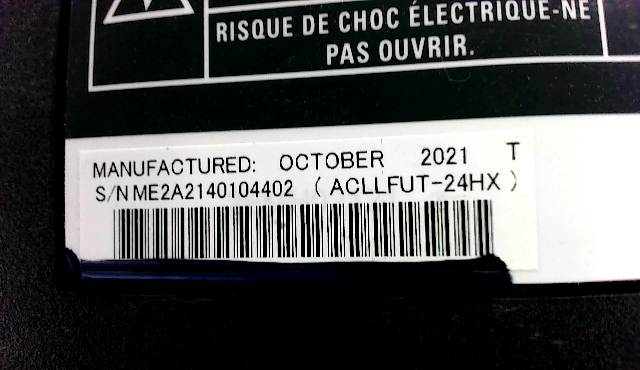 RISQUE DE CHOC ÉLECTRIQUE-NE
PAS OUVRIR.
MANUFACTURED: OCTOBER 2021 T
S/N ME2A2140104402 ( ACLLFUT-24HX )